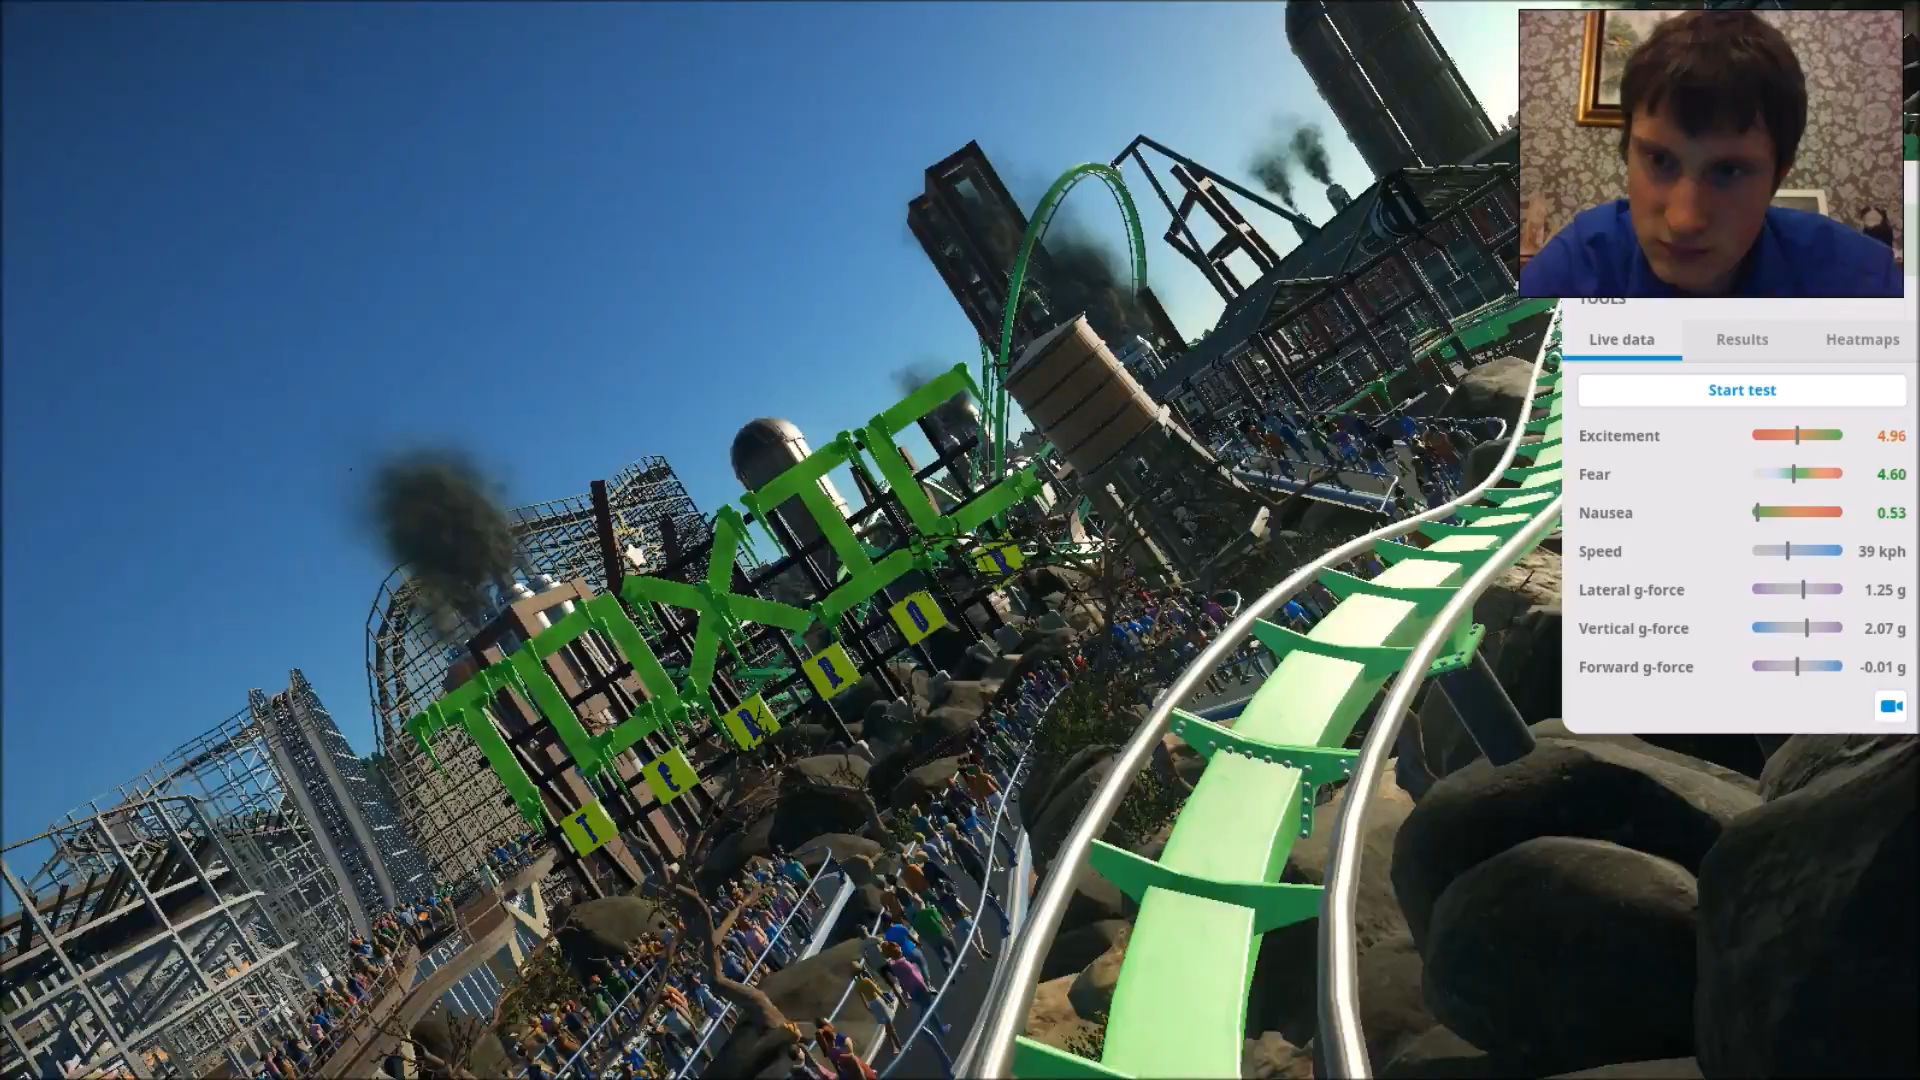 TOXIC
TERROR
TOOLS
Live data
Results
Heatmaps
Start test
Excitement
4.96
Fear
4.60
Nausea
0.53
Speed
39 kph
Lateral g-force
1.25 g
Vertical g-force
2.07 g
Forward g-force
-0.01 g